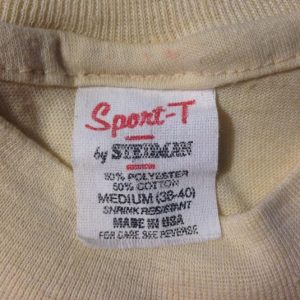 Sport-T
by STEDMAN
50% POLYESTER
50% COTTON
MEDIUM (38-40)
SHRINK RESISTANT
MADE IN USA
FOR CARE SEE REVERSE